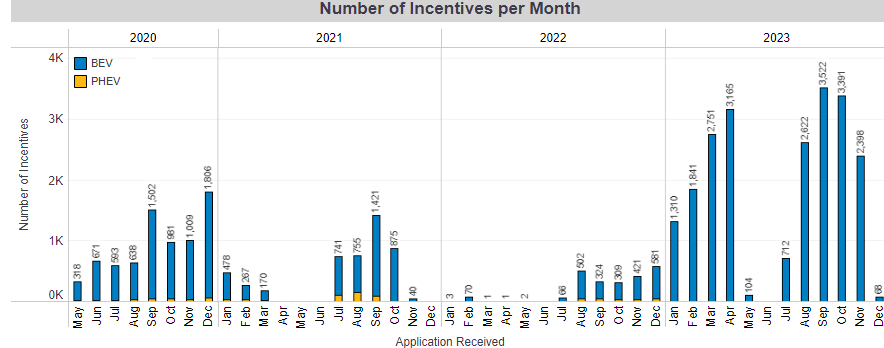 Number of Incentives per Month
2020 2021 2022 2023
4K
3K
2K
1K
0K
Number of Incentives
BEV
PHEV
318 671 593 638 1,502 981 1,009 1,806 478 267 170 741 755 1,421 875 40 3 70 1 1 2 66 502 324 309 421 581 1,310 1,841 2,751 3,165 104 712 2,622 3,522 3,391 2,398 68
May Jun Jul Aug Sep Oct Nov Dec Jan Feb Mar Apr May Jun Jul Aug Sep Oct Nov Dec Jan Feb Mar Apr May Jun Jul Aug Sep Oct Nov Dec Jan Feb Mar Apr May Jun Jul Aug Sep Oct Nov Dec
Application Received